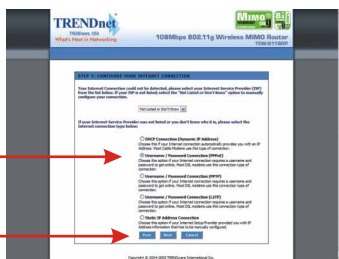 TRENDnet
TRENDware, USA
What's Next in Networking
MIMO
108Mbps 802.11g Wireless MIMO Router
TEW-611BRP
STEP 2: CONFIGURE YOUR INTERNET CONNECTION
Your Internet Connection could not be detected, please select your Internet Service Provider (ISP)
from the list below. If your ISP is not listed; select the "Not Listed or Don't Know" option to manually
configure your connection.
Not Listed or Don't Know
If your Internet Service Provider was not listed or you don't know who it is, please select the
Internet connection type below:
DHCP Connection (Dynamic IP Address)
Choose this if your Internet connection automatically provides you with an IP
Address. Most Cable Modems use this type of connection.
Username / Password Connection (PPPoE)
Choose this option if your Internet connection requires a username and
password to get online. Most DSL modems use this connection type of
connection.
Username / Password Connection (PPTP)
Choose this option if your Internet connection requires a username and
password to get online. Most DSL modems use this connection type of
connection.
Username / Password Connection (L2TP)
Choose this option if your Internet connection requires a username and
password to get online. Most DSL modems use this connection type of
connection.
Static IP Address Connection
Choose this option if your Internet Setup Provider provided you with IP
Address information that has to be manually configured.
Prev Next Cancel
Copyright © 2004-2005 TRENDware International Inc.